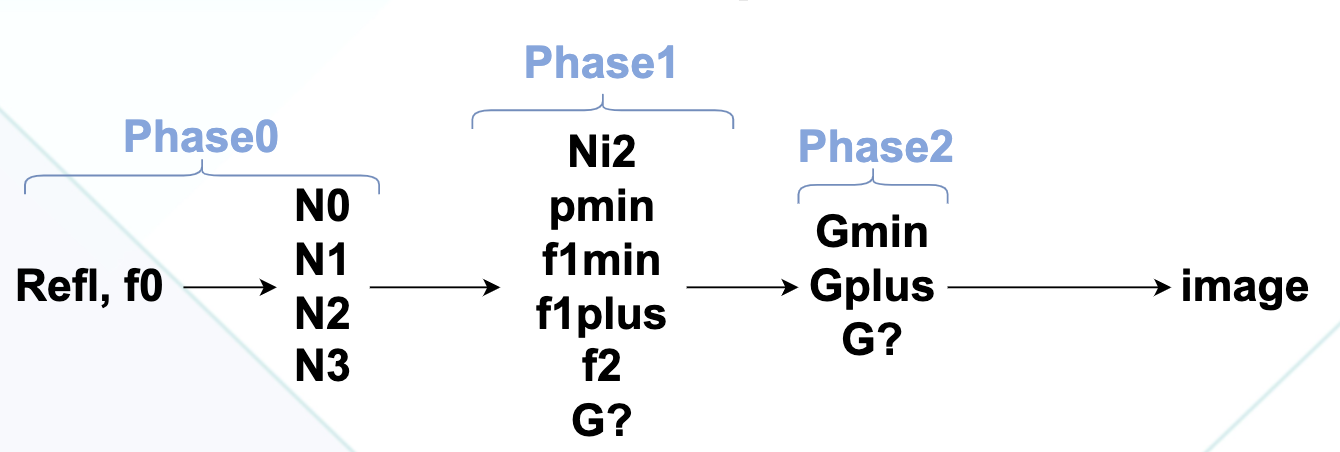 Phase0
Refl, f0
N0
N1
N2
N3
Phase1
Ni2
pmin
f1min
f1plus
f2
G?
Phase2
Gmin
Gplus
G?
image